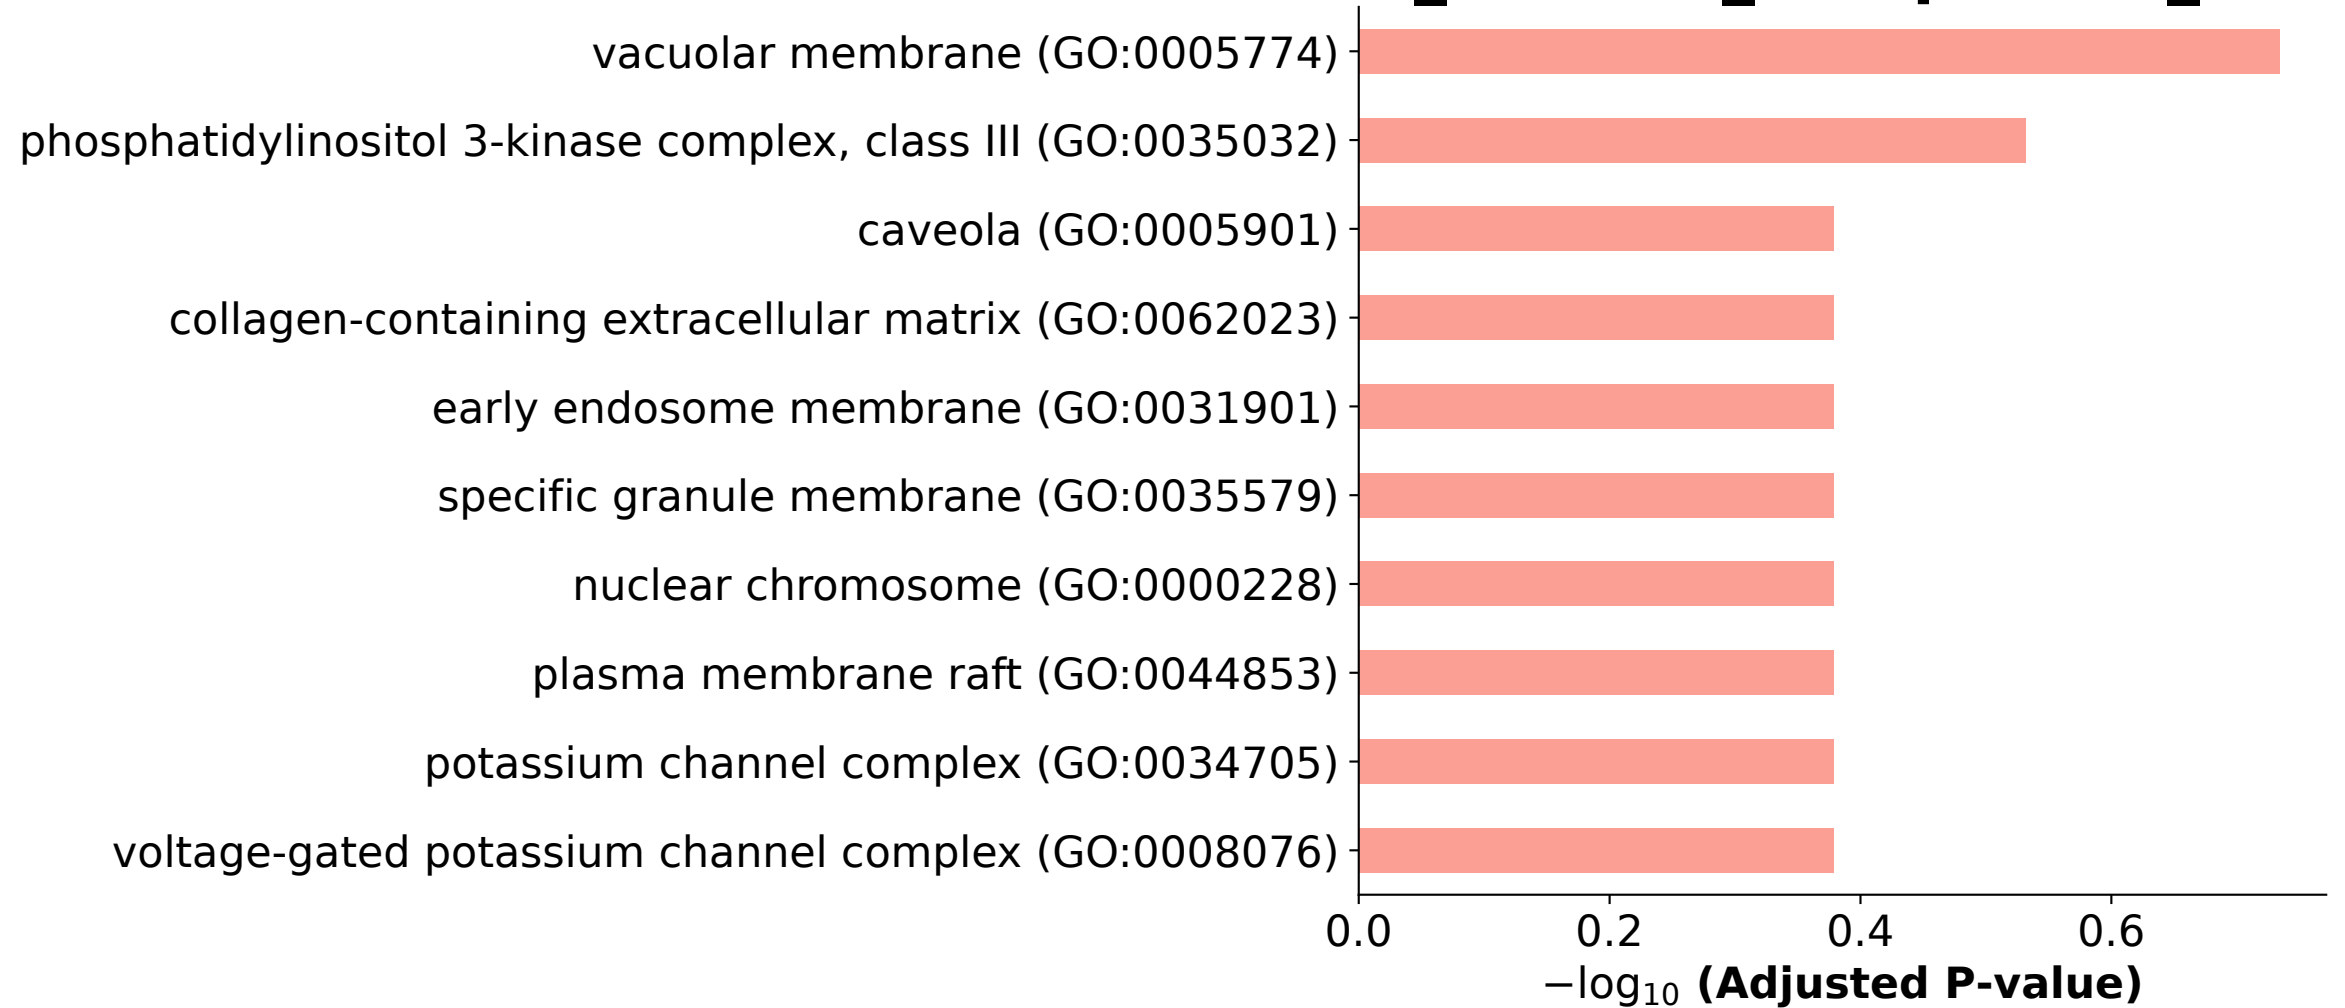 vacuolar membrane (GO:0005774)
phosphatidylinositol 3-kinase complex, class III (GO:0035032)
caveola (GO:0005901)
collagen-containing extracellular matrix (GO:0062023)
early endosome membrane (GO:0031901)
specific granule membrane (GO:0035579)
nuclear chromosome (GO:0000228)
plasma membrane raft (GO:0044853)
potassium channel complex (GO:0034705)
voltage-gated potassium channel complex (GO:0008076)
0.0 0.2 0.4 0.6
−log₁₀ (Adjusted P-value)